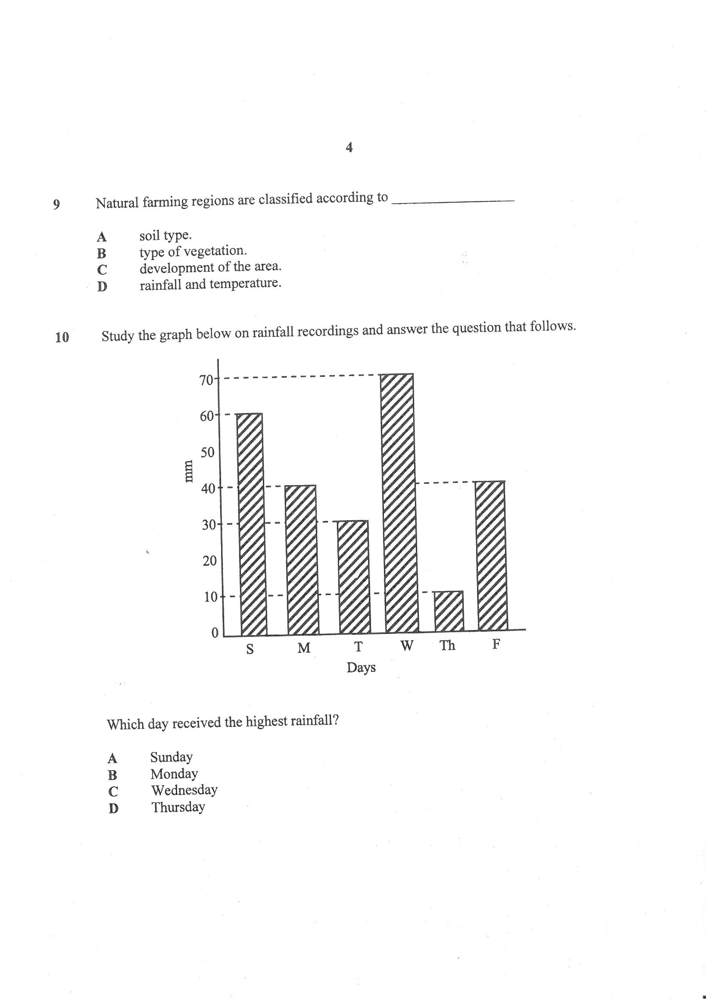 4
9 Natural farming regions are classified according to ____________
A soil type.
B type of vegetation.
C development of the area.
D rainfall and temperature.
10 Study the graph below on rainfall recordings and answer the question that follows.
70
60
50
mm
40
30
20
10
0
S M T W Th F
Days
Which day received the highest rainfall?
A Sunday
B Monday
C Wednesday
D Thursday